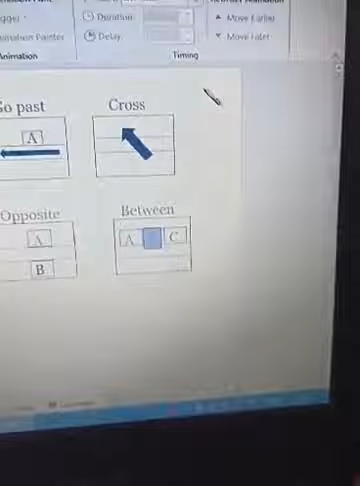 Duration
Move Earlier
Animation Painter
Delay
Move Later
Animation
Timing
Go past
Cross
A
Opposite
Between
A
A
C
B